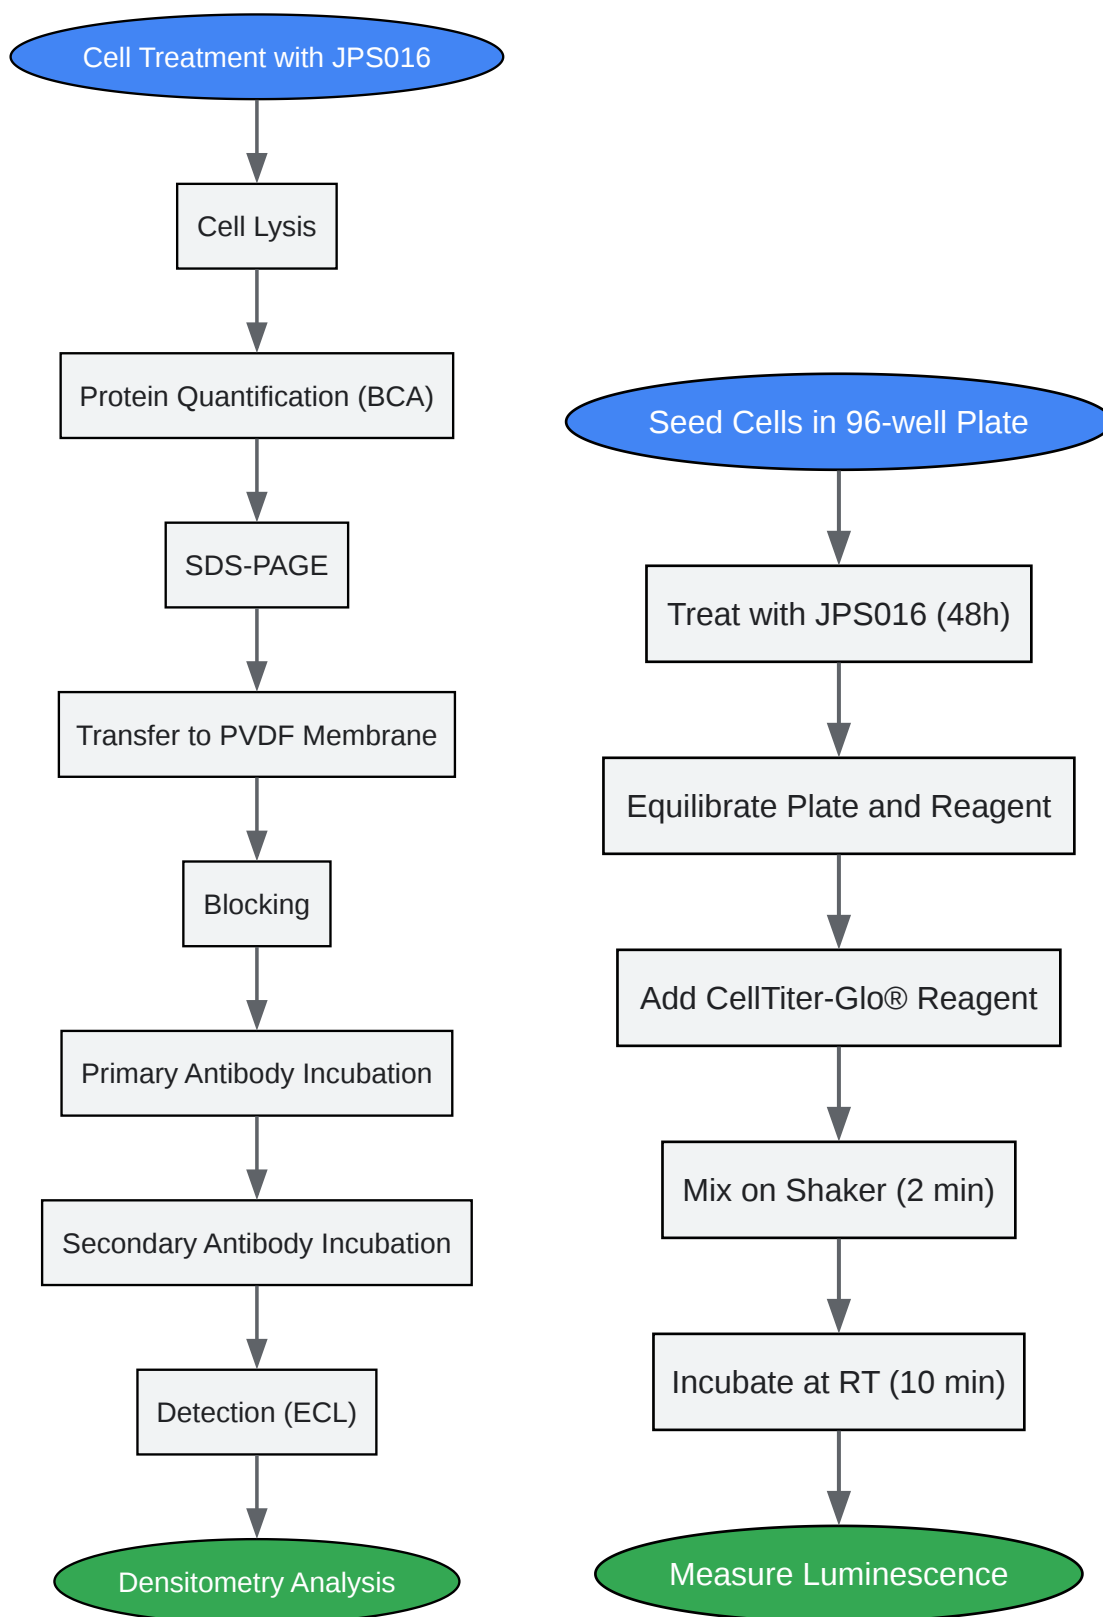 Cell Treatment with JPS016
Cell Lysis
Protein Quantification (BCA)
SDS-PAGE
Transfer to PVDF Membrane
Blocking
Primary Antibody Incubation
Secondary Antibody Incubation
Detection (ECL)
Densitometry Analysis
Seed Cells in 96-well Plate
Treat with JPS016 (48h)
Equilibrate Plate and Reagent
Add CellTiter-Glo® Reagent
Mix on Shaker (2 min)
Incubate at RT (10 min)
Measure Luminescence